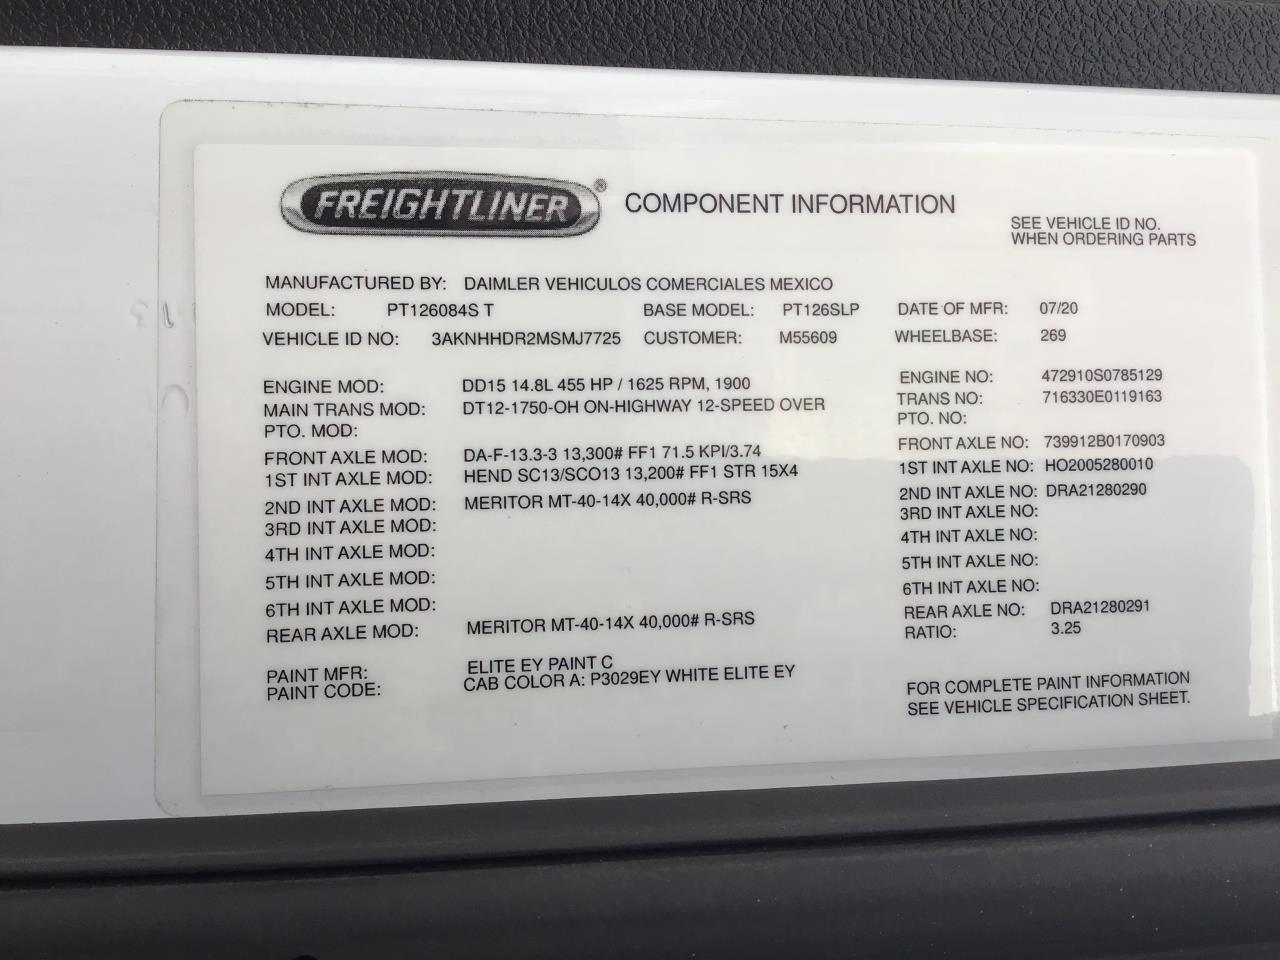 FREIGHTLINER® COMPONENT INFORMATION
SEE VEHICLE ID NO.
WHEN ORDERING PARTS
MANUFACTURED BY: DAIMLER VEHICULOS COMERCIALES MEXICO
MODEL: PT126084S T BASE MODEL: PT126SLP DATE OF MFR: 07/20
VEHICLE ID NO: 3AKNHHDR2MSMJ7725 CUSTOMER: M55609 WHEELBASE: 269
ENGINE MOD: DD15 14.8L 455 HP / 1625 RPM, 1900 ENGINE NO: 472910S0785129
MAIN TRANS MOD: DT12-1750-OH ON-HIGHWAY 12-SPEED OVER TRANS NO: 716330E0119163
PTO. MOD: PTO. NO:
FRONT AXLE MOD: DA-F-13.3-3 13,300# FF1 71.5 KPI/3.74 FRONT AXLE NO: 739912B0170903
1ST INT AXLE MOD: HEND SC13/SCO13 13,200# FF1 STR 15X4 1ST INT AXLE NO: HO2005280010
2ND INT AXLE MOD: MERITOR MT-40-14X 40,000# R-SRS 2ND INT AXLE NO: DRA21280290
3RD INT AXLE MOD: 3RD INT AXLE NO:
4TH INT AXLE MOD: 4TH INT AXLE NO:
5TH INT AXLE MOD: 5TH INT AXLE NO:
6TH INT AXLE MOD: 6TH INT AXLE NO:
REAR AXLE MOD: MERITOR MT-40-14X 40,000# R-SRS REAR AXLE NO: DRA21280291
RATIO: 3.25
PAINT MFR: ELITE EY PAINT C
PAINT CODE: CAB COLOR A: P3029EY WHITE ELITE EY
FOR COMPLETE PAINT INFORMATION
SEE VEHICLE SPECIFICATION SHEET.